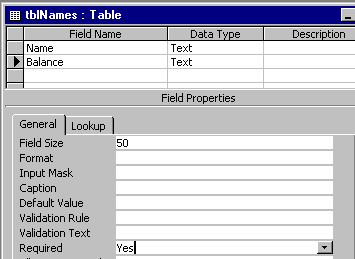 tblNames : Table
Field Name Data Type Description
Name Text
Balance Text
Field Properties
General Lookup
Field Size 50
Format
Input Mask
Caption
Default Value
Validation Rule
Validation Text
Required Yes